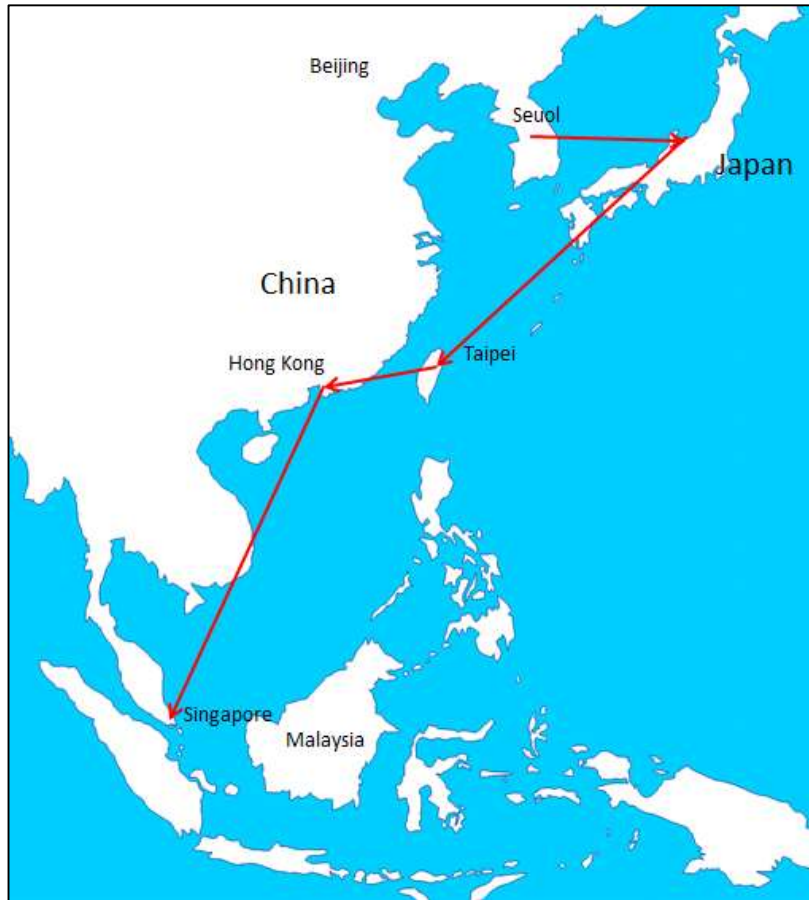 Beijing
Seuol
Japan
China
Hong Kong
Taipei
Singapore
Malaysia